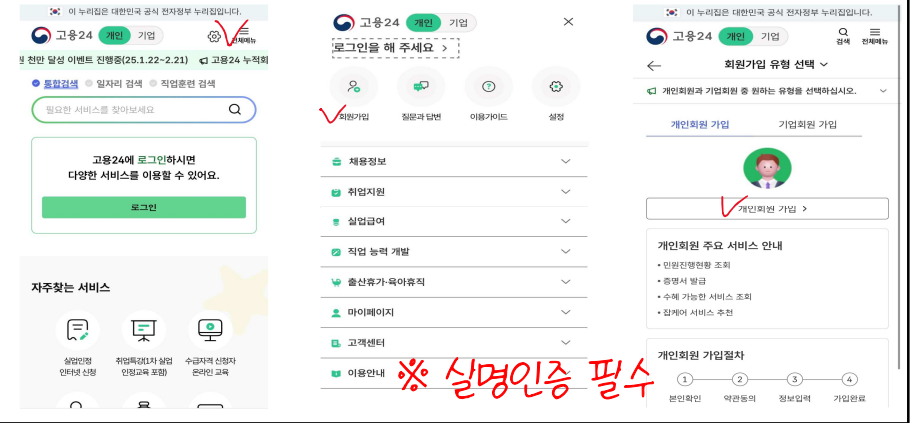 이 누리집은 대한민국 공식 전자정부 누리집입니다.
고용24 개인 기업
전체메뉴
천만 달성 이벤트 진행중(25.1.22~2.21) 고용24 누적회
통합검색 일자리 검색 직업훈련 검색
필요한 서비스를 찾아보세요
고용24에 로그인하시면
다양한 서비스를 이용할 수 있어요.
로그인
자주찾는 서비스
실업인정
인터넷 신청
취업특강(1차 실업
인정교육 포함)
수급자격 신청자
온라인 교육
고용24 개인 기업
로그인을 해 주세요 >
회원가입 질문과 답변 이용가이드 설정
채용정보
취업지원
실업급여
직업 능력 개발
출산휴가·육아휴직
마이페이지
고객센터
이용안내
※ 실명인증 필수
이 누리집은 대한민국 공식 전자정부 누리집입니다.
고용24 개인 기업
검색 전체메뉴
회원가입 유형 선택
개인회원과 기업회원 중 원하는 유형을 선택하십시오.
개인회원 가입 기업회원 가입
개인회원 가입 >
개인회원 주요 서비스 안내
• 민원진행현황 조회
• 증명서 발급
• 수혜 가능한 서비스 조회
• 잡케어 서비스 추천
개인회원 가입절차
1 2 3 4
본인확인 약관동의 정보입력 가입완료